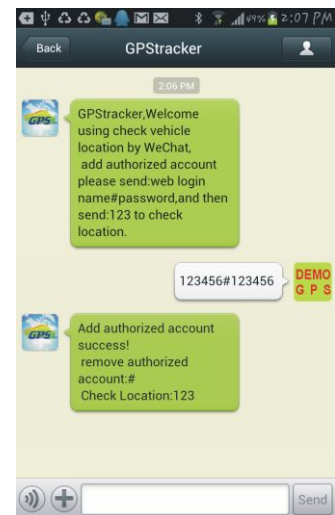 49% 2:07 PM
Back GPStracker
2:06 PM
GPS
GPStracker,Welcome
using check vehicle
location by WeChat,
add authorized account
please send:web login
name#password,and then
send:123 to check
location.
123456#123456
DEMO
G P S
GPS
Add authorized account
success!
remove authorized
account:#
Check Location:123
Send